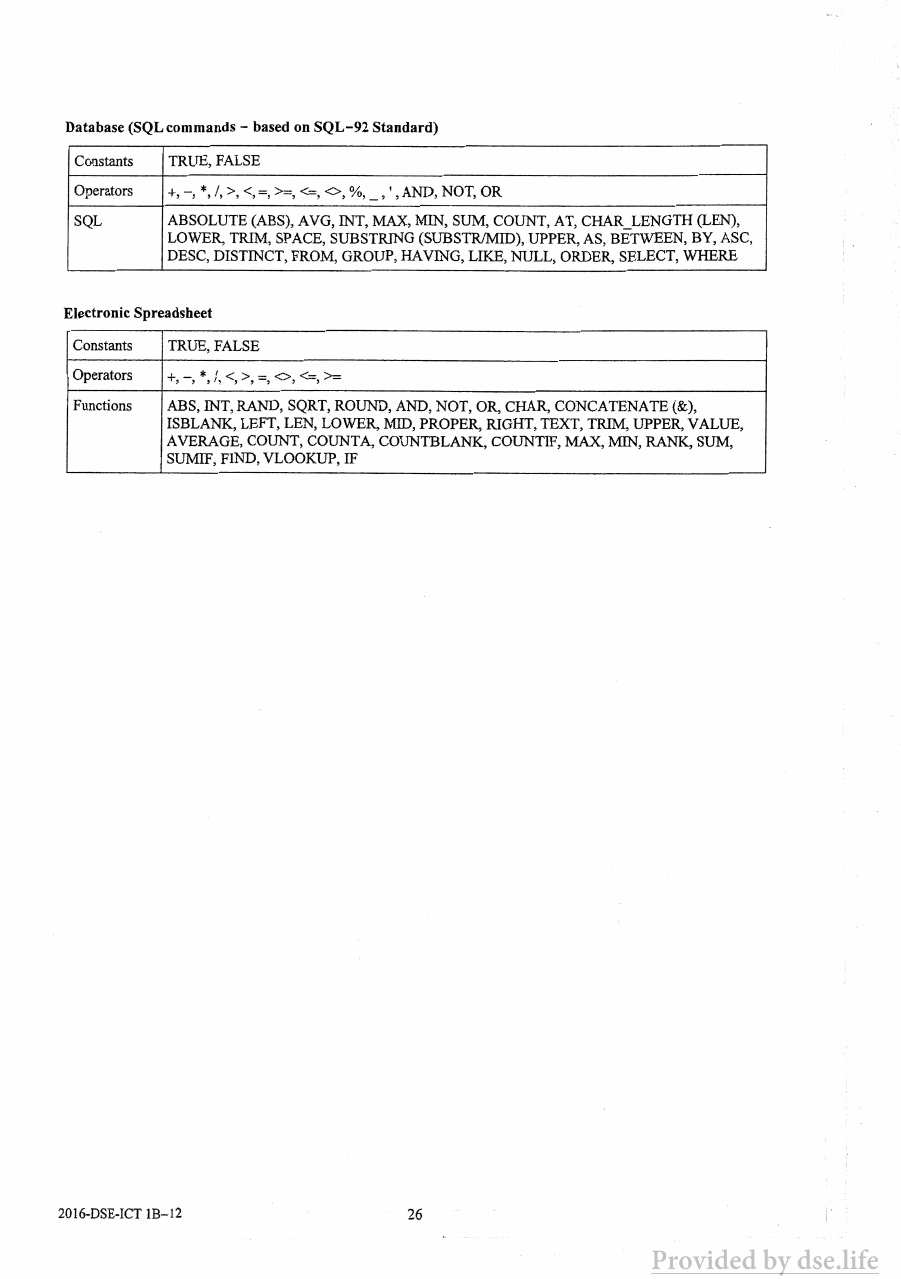 Database (SQL commands – based on SQL-92 Standard)
Constants TRUE, FALSE
Operators +, –, *, /, >, <, =, >=, <=, <>, %, _ , ' , AND, NOT, OR
SQL ABSOLUTE (ABS), AVG, INT, MAX, MIN, SUM, COUNT, AT, CHAR_LENGTH (LEN),
LOWER, TRIM, SPACE, SUBSTRING (SUBSTR/MID), UPPER, AS, BETWEEN, BY, ASC,
DESC, DISTINCT, FROM, GROUP, HAVING, LIKE, NULL, ORDER, SELECT, WHERE
Electronic Spreadsheet
Constants TRUE, FALSE
Operators +, –, *, /, <, >, =, <>, <=, >=
Functions ABS, INT, RAND, SQRT, ROUND, AND, NOT, OR, CHAR, CONCATENATE (&),
ISBLANK, LEFT, LEN, LOWER, MID, PROPER, RIGHT, TEXT, TRIM, UPPER, VALUE,
AVERAGE, COUNT, COUNTA, COUNTBLANK, COUNTIF, MAX, MIN, RANK, SUM,
SUMIF, FIND, VLOOKUP, IF
2016-DSE-ICT 1B–12 26
Provided by dse.life